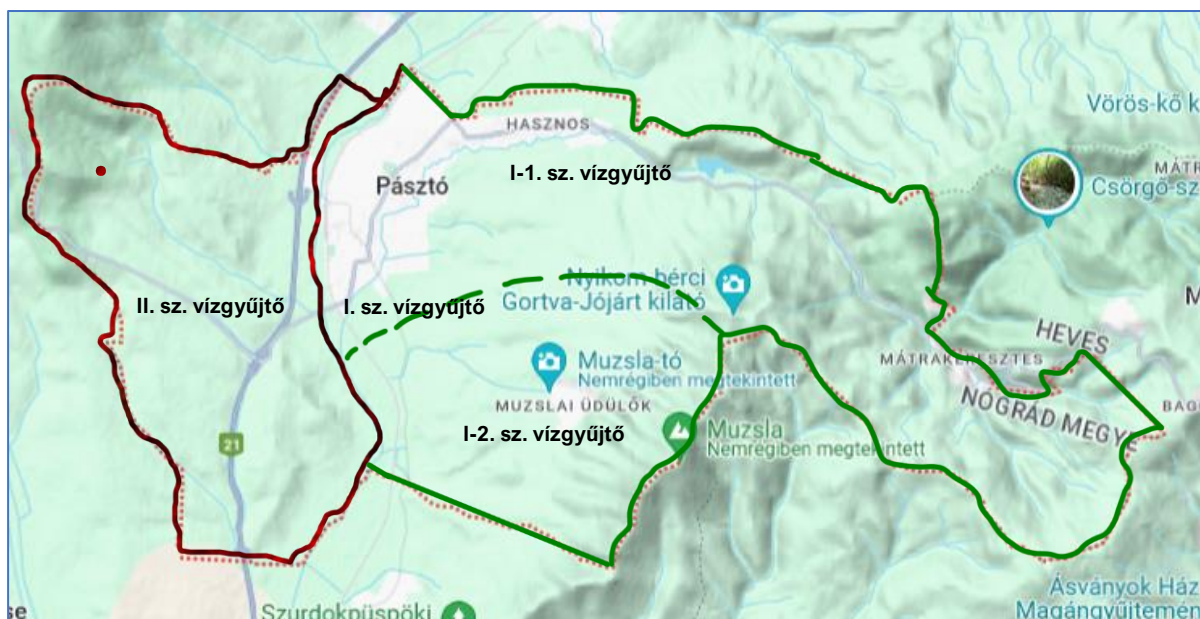 Vörös-kő k
HASZNOS
MÁTR
I-1. sz. vízgyűjtő
Pásztó
Csörgő-sz
Nyikom-bérci
Gortva-Jójárt kilátó
II. sz. vízgyűjtő
I. sz. vízgyűjtő
M
HEVES
Muzsla-tó
Nemrégiben megtekintett
MÁTRAKERESZTES
MUZSLAI ÜDÜLŐK
NÓGRÁD MEGYE
BAG
I-2. sz. vízgyűjtő
Muzsla
Nemrégiben megtekintett
21
Ásványok Ház
Magángyűjtemén
se
Szurdokpüspöki